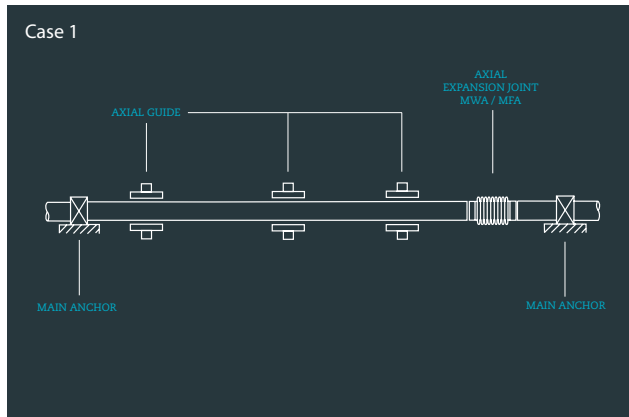 Case 1
AXIAL
EXPANSION JOINT
MWA / MFA
AXIAL GUIDE
MAIN ANCHOR
MAIN ANCHOR